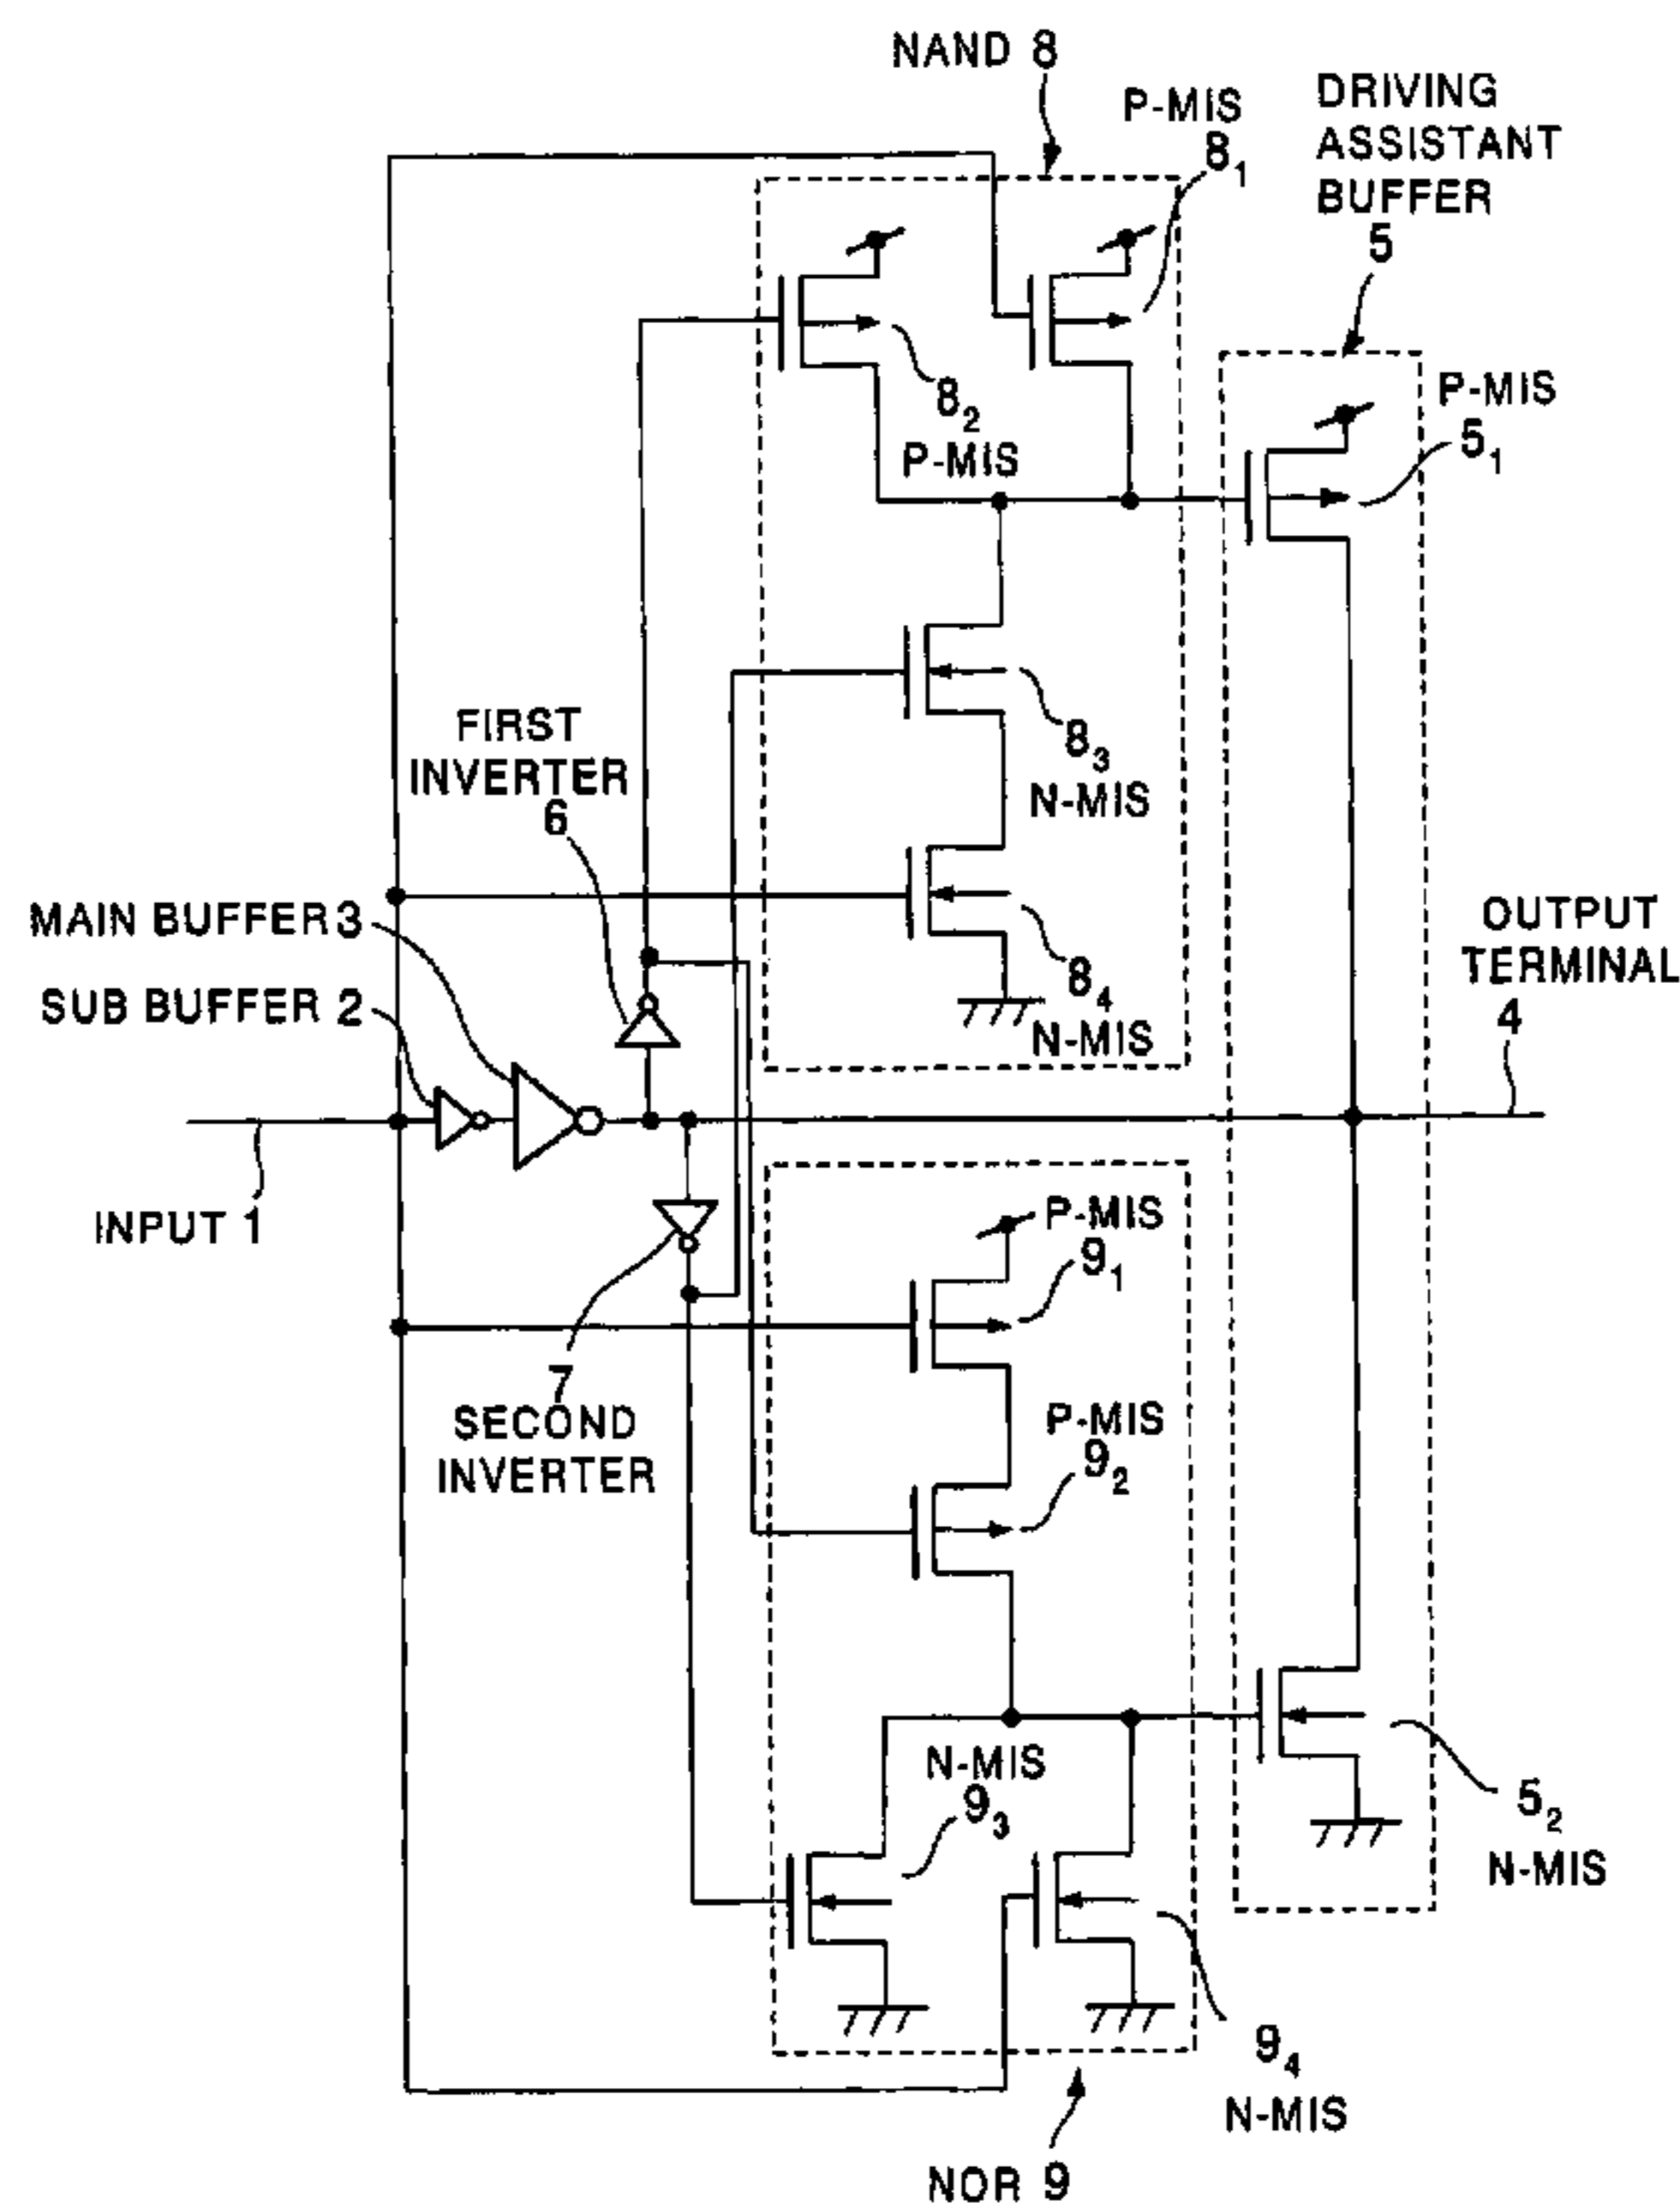 NAND 8
P-MIS
8₁
DRIVING
ASSISTANT
BUFFER
5
8₂
P-MIS
P-MIS
5₁
8₃
N-MIS
FIRST
INVERTER
6
MAIN BUFFER 3
SUB BUFFER 2
8₄
N-MIS
OUTPUT
TERMINAL
4
INPUT 1
P-MIS
9₁
7
SECOND
INVERTER
P-MIS
9₂
N-MIS
9₃
5₂
N-MIS
9₄
N-MIS
NOR 9